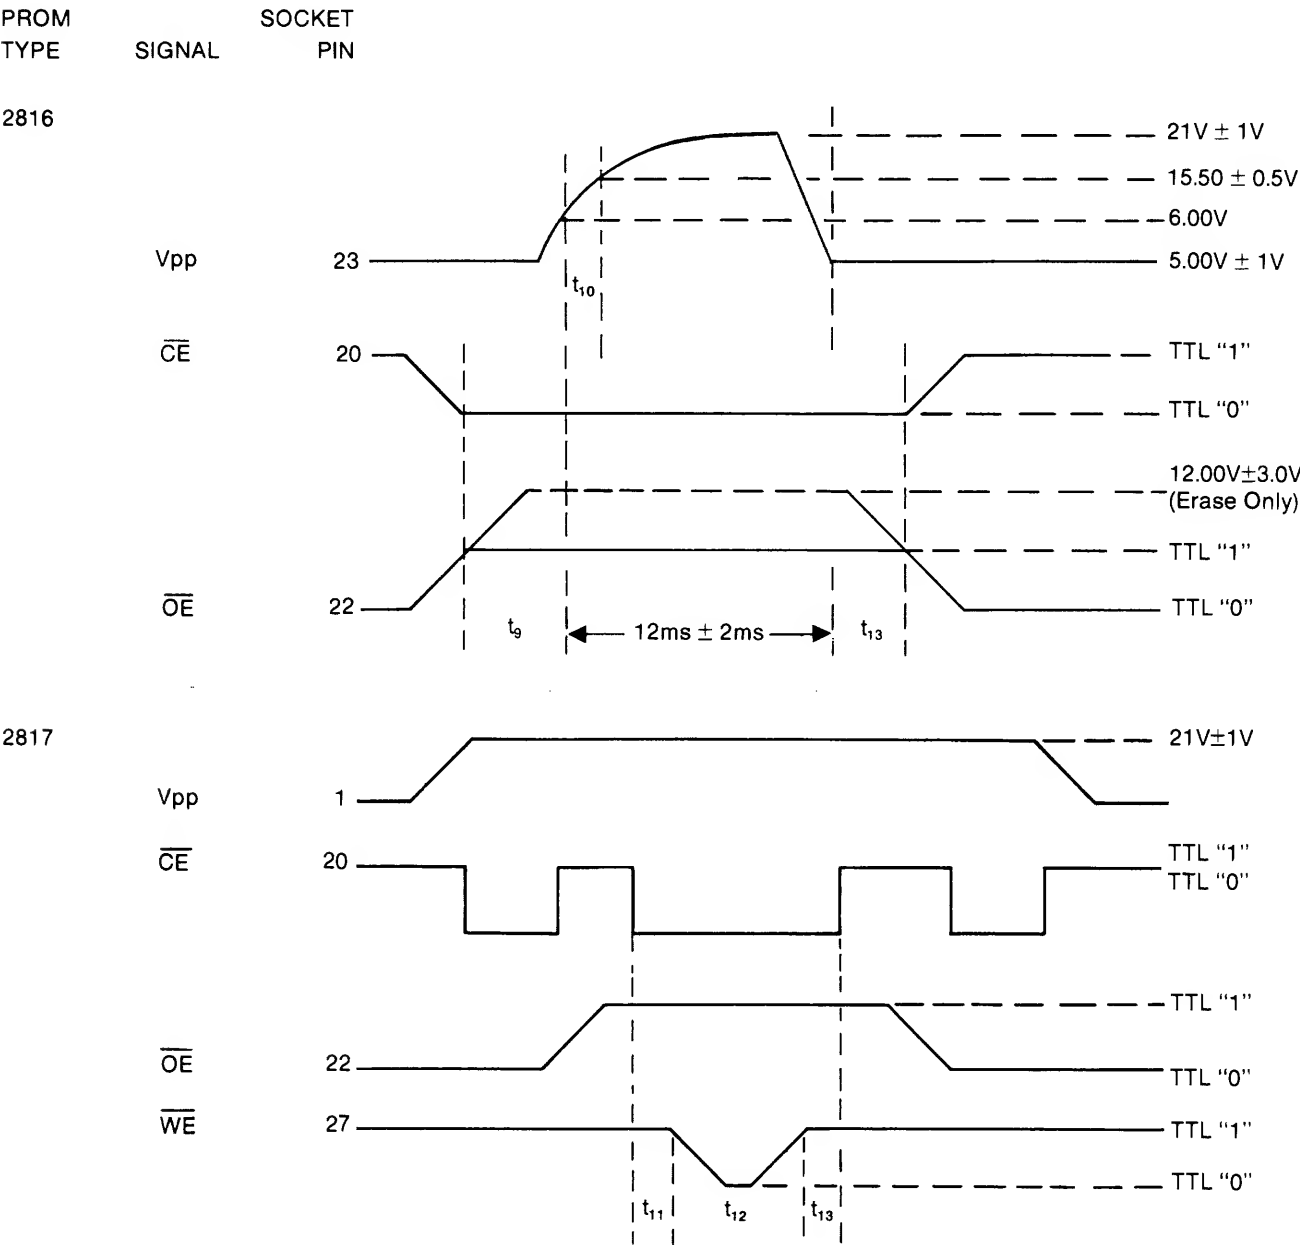 PROM SOCKET
TYPE SIGNAL PIN
2816
21V ± 1V
15.50 ± 0.5V
6.00V
Vpp 23 5.00V ± 1V
t10
CE 20 TTL “1”
TTL “0”
12.00V±3.0V
(Erase Only)
TTL “1”
OE 22 TTL “0”
t9 12ms ± 2ms t13
2817 21V±1V
Vpp 1
CE 20 TTL “1”
TTL “0”
TTL “1”
OE 22 TTL “0”
WE 27 TTL “1”
TTL “0”
t11 t12 t13